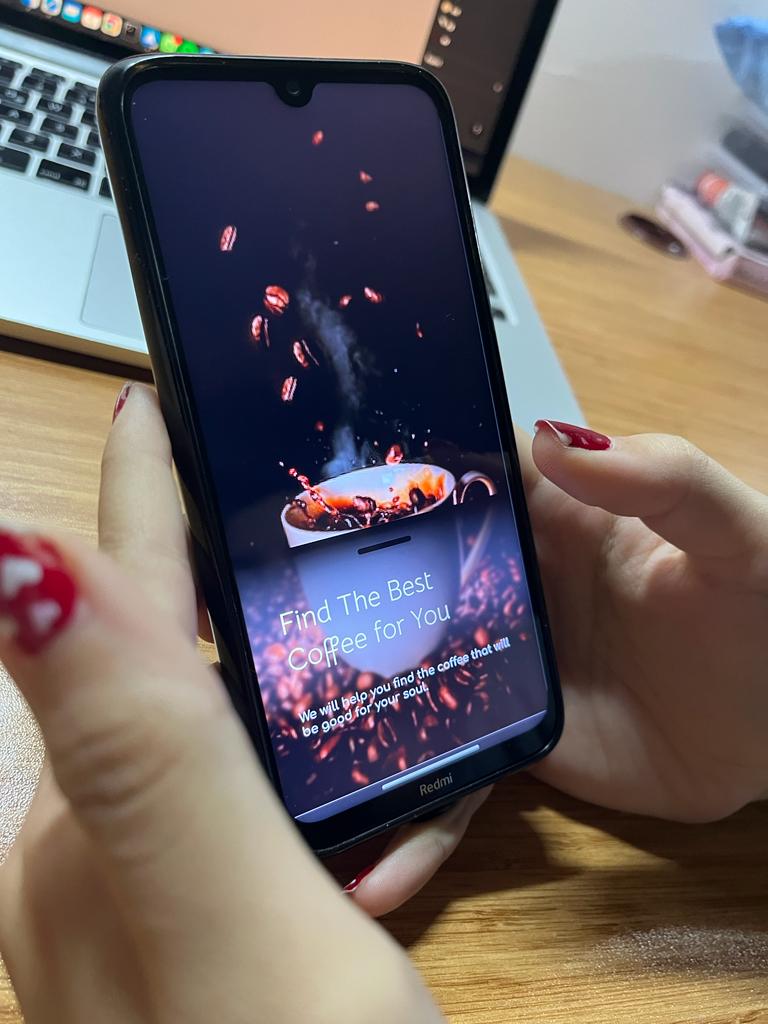 Find The Best
Coffee for You
We will help you find the coffee that will
be good for your soul.
Redmi